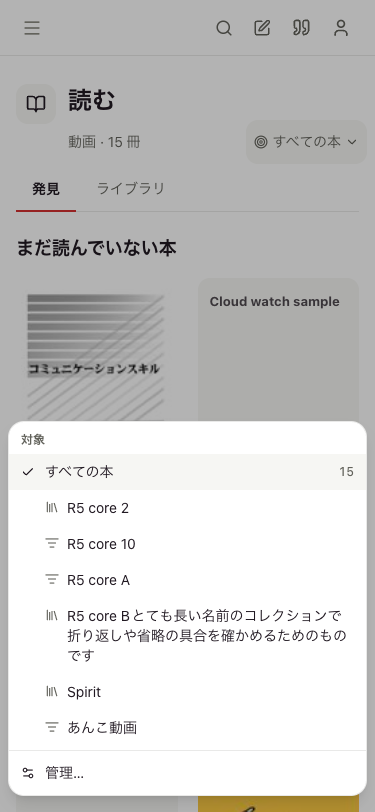 読む
動画 · 15 冊
すべての本
発見
ライブラリ
まだ読んでいない本
コミュニケーションスキル
Cloud watch sample
対象
すべての本
15
R5 core 2
R5 core 10
R5 core A
R5 core B とても長い名前のコレクションで
折り返しや省略の具合を確かめるためのもの
です
Spirit
あんこ動画
管理...